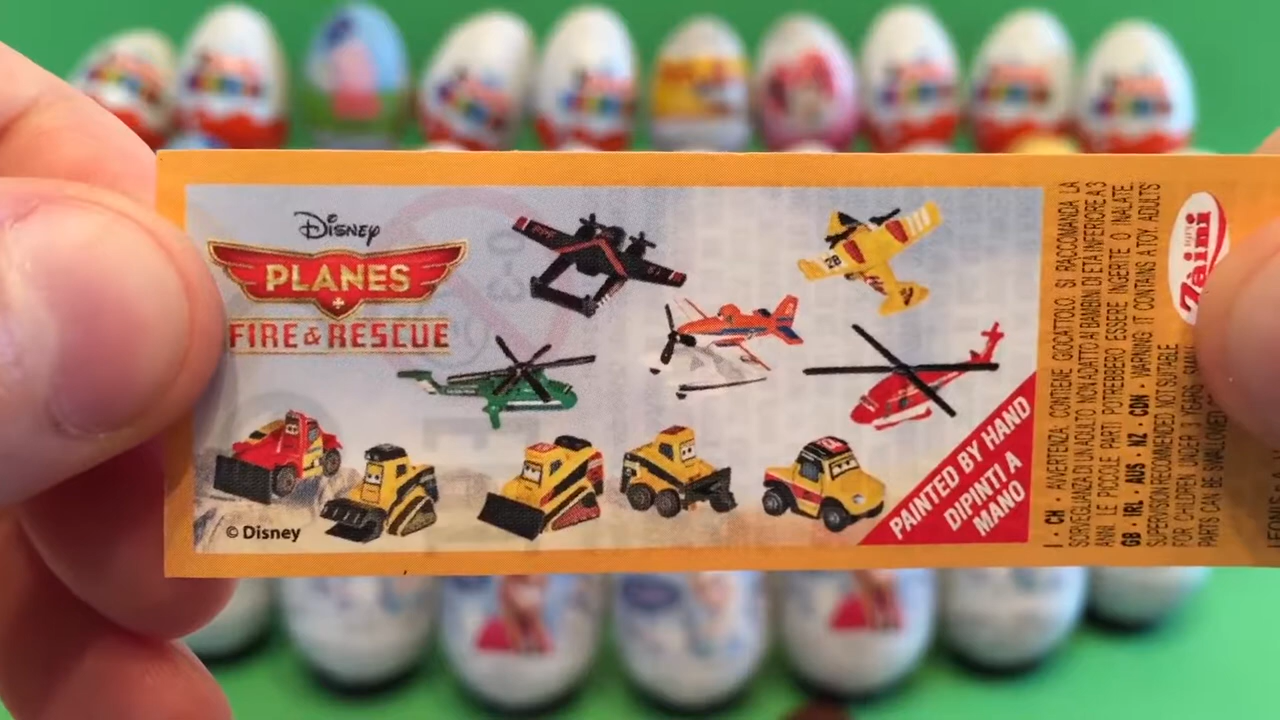 DISNEY
PLANES
FIRE & RESCUE
28
© Disney
PAINTED BY HAND
DIPINTI A
MANO
I - CH - AVVERTENZA. CONTIENE GIOCATTOLO. SI RACCOMANDA LA
SORVEGLIANZA DI UN ADULTO. NON ADATTO AI BAMBINI DI ETÀ INFERIORE A 3
ANNI. LE PICCOLE PARTI POTREBBERO ESSERE INGERITE O INALATE.
GB - IRL - AUS - NZ - CDN - WARNING: IT CONTAINS A TOY. ADULTS
SUPERVISION RECOMMENDED. NOT SUITABLE
FOR CHILDREN UNDER 3 YEARS. SMALL
PARTS CAN BE SWALLOWED
Zaini